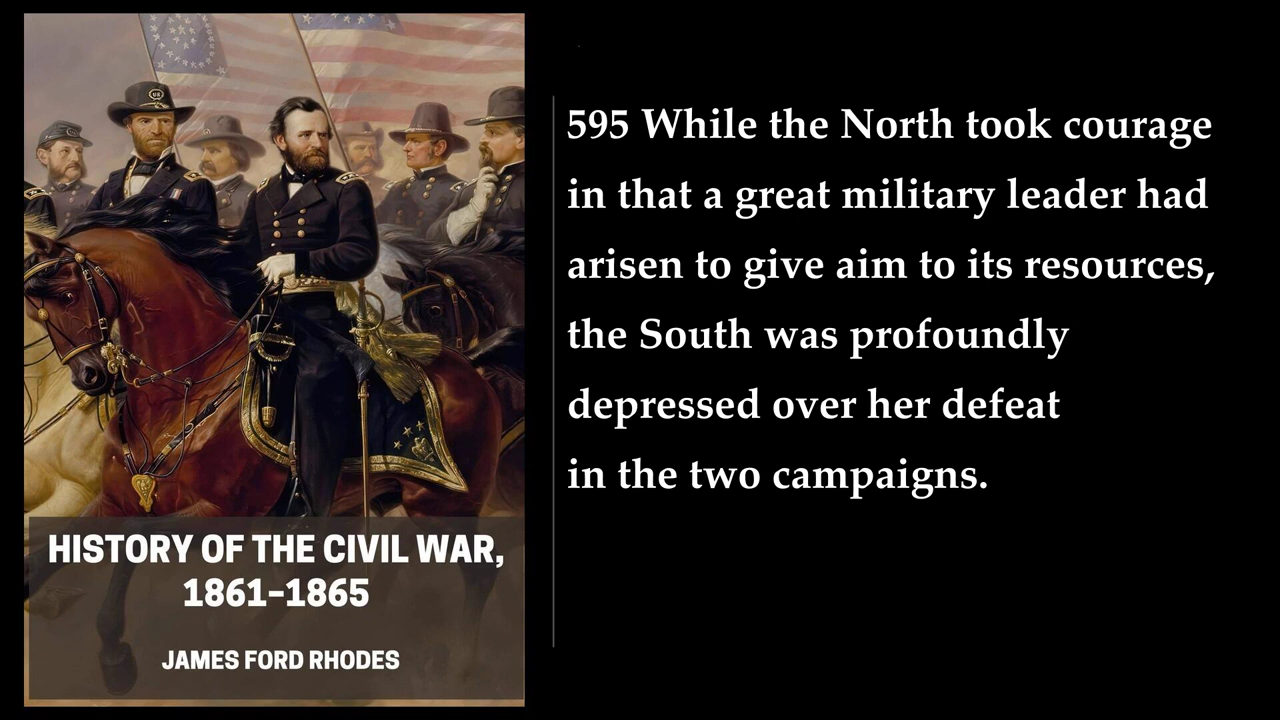 HISTORY OF THE CIVIL WAR,
1861–1865
JAMES FORD RHODES
595 While the North took courage
in that a great military leader had
arisen to give aim to its resources,
the South was profoundly
depressed over her defeat
in the two campaigns.